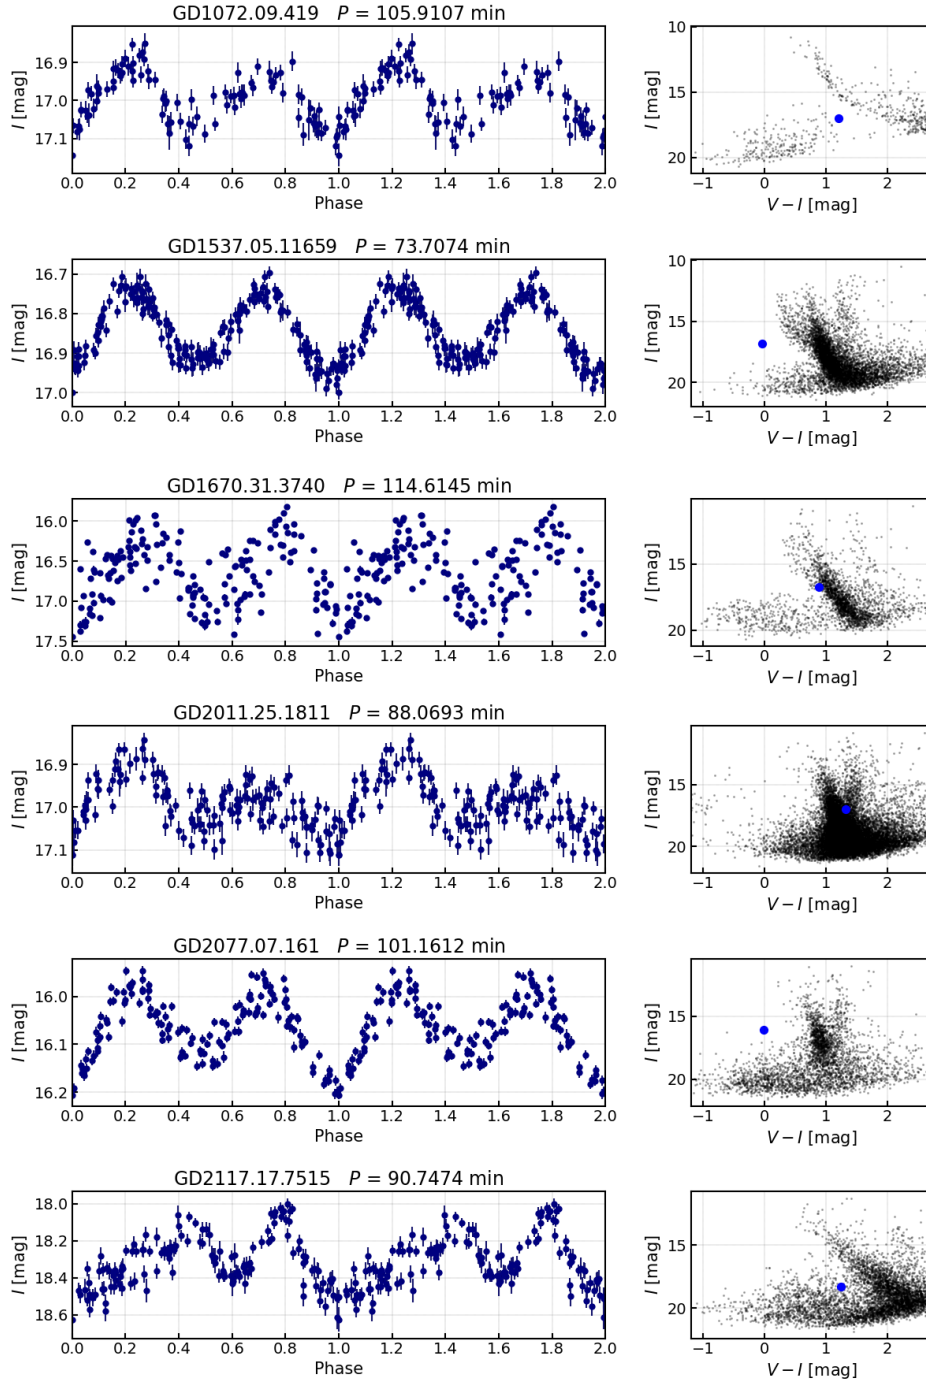 GD1072.09.419 P = 105.9107 min
16.9
17.0
17.1
I [mag]
0.0 0.2 0.4 0.6 0.8 1.0 1.2 1.4 1.6 1.8 2.0
Phase
10
15
20
I [mag]
−1 0 1 2
V − I [mag]
GD1537.05.11659 P = 73.7074 min
16.7
16.8
16.9
17.0
I [mag]
0.0 0.2 0.4 0.6 0.8 1.0 1.2 1.4 1.6 1.8 2.0
Phase
10
15
20
I [mag]
−1 0 1 2
V − I [mag]
GD1670.31.3740 P = 114.6145 min
16.0
16.5
17.0
17.5
I [mag]
0.0 0.2 0.4 0.6 0.8 1.0 1.2 1.4 1.6 1.8 2.0
Phase
15
20
I [mag]
−1 0 1 2
V − I [mag]
GD2011.25.1811 P = 88.0693 min
16.9
17.0
17.1
I [mag]
0.0 0.2 0.4 0.6 0.8 1.0 1.2 1.4 1.6 1.8 2.0
Phase
15
20
I [mag]
−1 0 1 2
V − I [mag]
GD2077.07.161 P = 101.1612 min
16.0
16.1
16.2
I [mag]
0.0 0.2 0.4 0.6 0.8 1.0 1.2 1.4 1.6 1.8 2.0
Phase
15
20
I [mag]
−1 0 1 2
V − I [mag]
GD2117.17.7515 P = 90.7474 min
18.0
18.2
18.4
18.6
I [mag]
0.0 0.2 0.4 0.6 0.8 1.0 1.2 1.4 1.6 1.8 2.0
Phase
15
20
I [mag]
−1 0 1 2
V − I [mag]